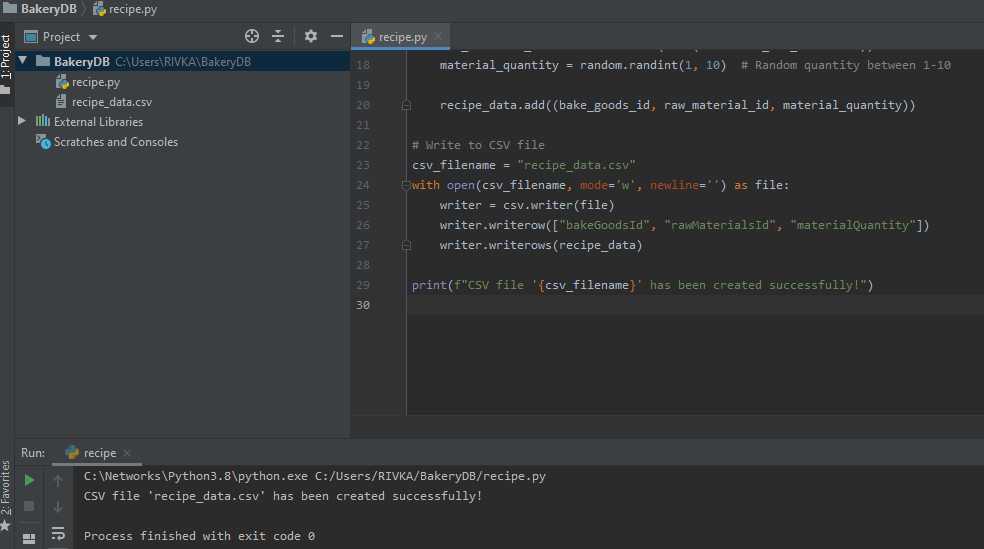 BakeryDB
recipe.py
Project
recipe.py
1: Project
BakeryDB C:\Users\RIVKA\BakeryDB
recipe.py
recipe_data.csv
External Libraries
Scratches and Consoles
18 material_quantity = random.randint(1, 10)  # Random quantity between 1-10
19
20 recipe_data.add((bake_goods_id, raw_material_id, material_quantity))
21
22 # Write to CSV file
23 csv_filename = "recipe_data.csv"
24 with open(csv_filename, mode='w', newline='') as file:
25 writer = csv.writer(file)
26 writer.writerow(["bakeGoodsId", "rawMaterialsId", "materialQuantity"])
27 writer.writerows(recipe_data)
28
29 print(f"CSV file '{csv_filename}' has been created successfully!")
30
2: Favorites
Run: recipe
C:\Networks\Python3.8\python.exe C:/Users/RIVKA/BakeryDB/recipe.py
CSV file 'recipe_data.csv' has been created successfully!
Process finished with exit code 0